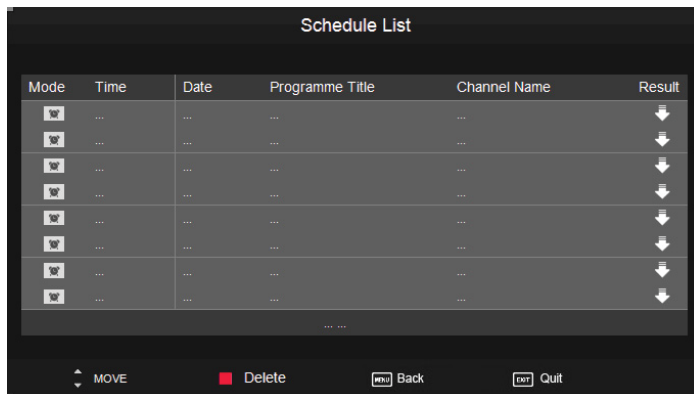 Schedule List
Mode Time Date Programme Title Channel Name Result
... ... ... ...
... ... ... ...
... ... ... ...
... ... ... ...
... ... ... ...
... ... ... ...
... ... ... ...
... ... ... ...
... ...
MOVE Delete MENU Back EXIT Quit